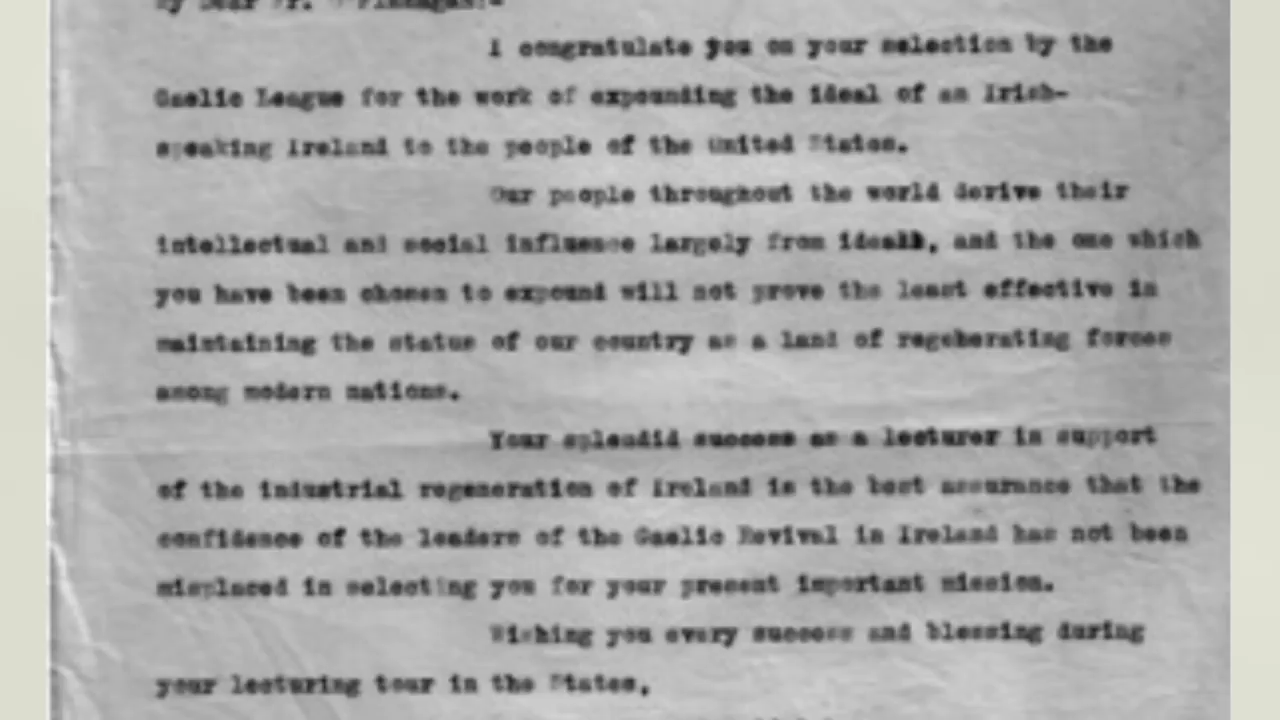 My Dear Fr. O'Flanagan:-
I congratulate you on your selection by the
Gaelic League for the work of expounding the ideal of an Irish-
speaking Ireland to the people of the United States.
Our people throughout the world derive their
intellectual and social influence largely from ideals, and the one which
you have been chosen to expound will not prove the least effective in
maintaining the status of our country as a land of regeherating forces
among modern nations.
Your splendid success as a lecturer in support
of the industrial regeneration of Ireland is the best assurance that the
confidence of the leaders of the Gaelic Revival in Ireland has not been
misplaced in selecting you for your present important mission.
Wishing you every success and blessing during
your lecturing tour in the States,